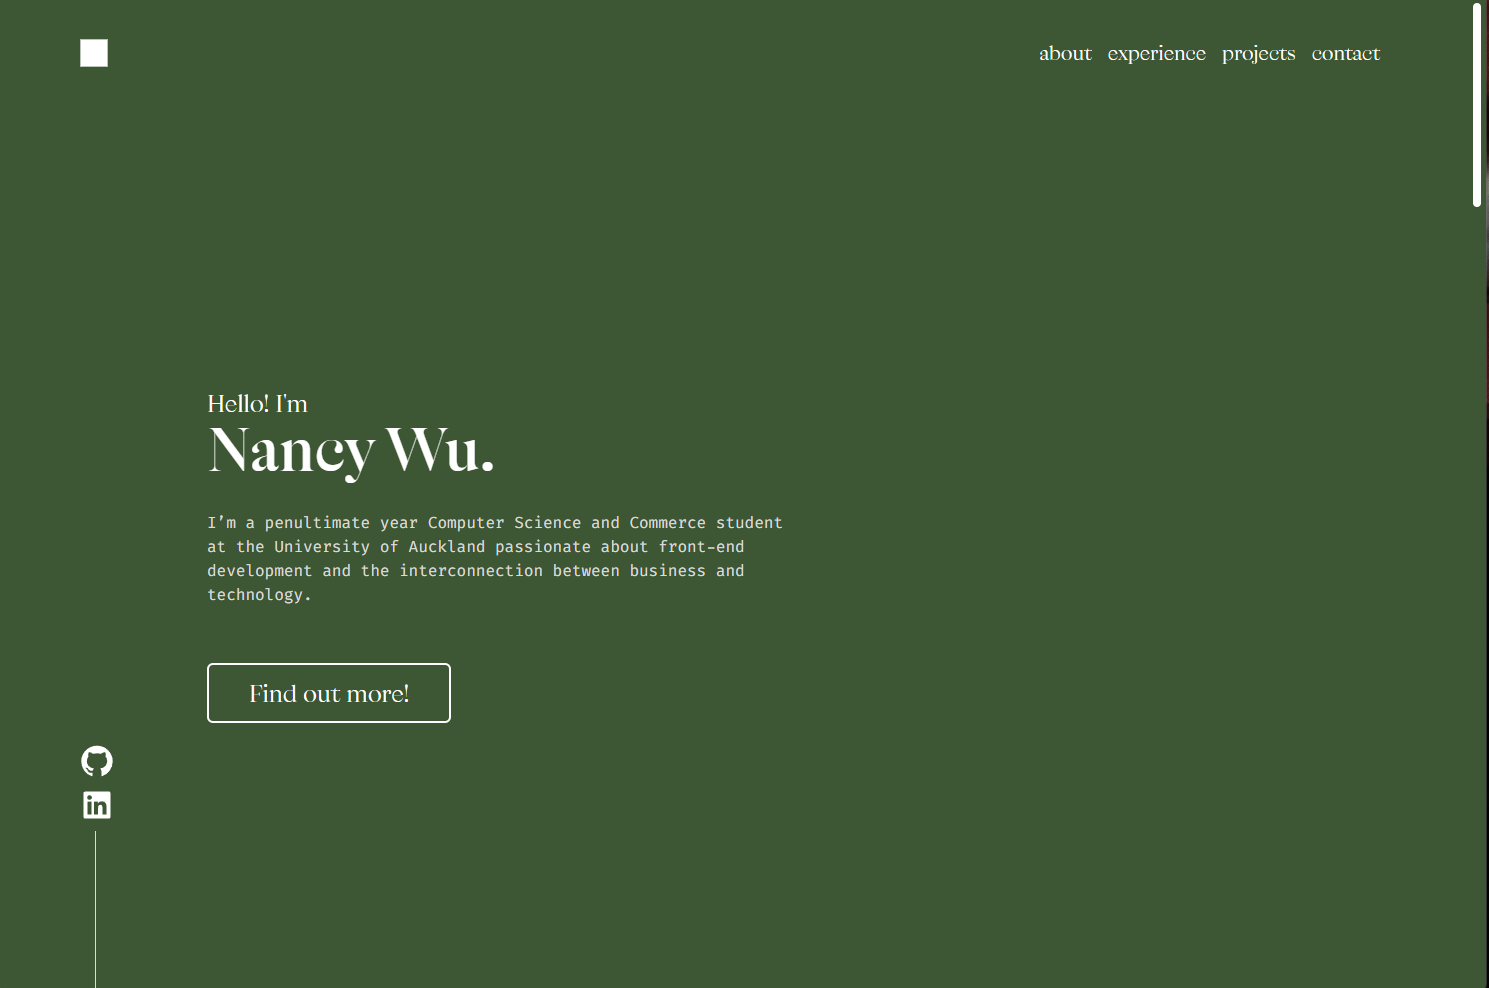 about experience projects contact
Hello! I'm
Nancy Wu.
I’m a penultimate year Computer Science and Commerce student
at the University of Auckland passionate about front-end
development and the interconnection between business and
technology.
Find out more!
in